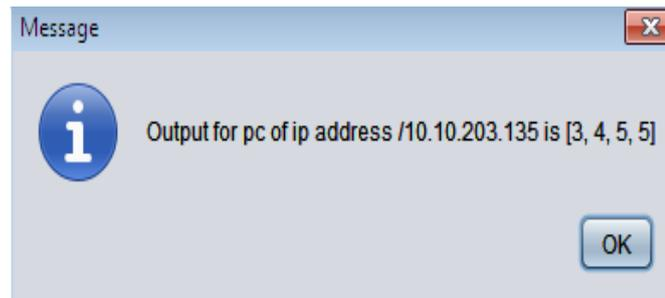 Message
Output for pc of ip address /10.10.203.135 is [3, 4, 5, 5]
OK